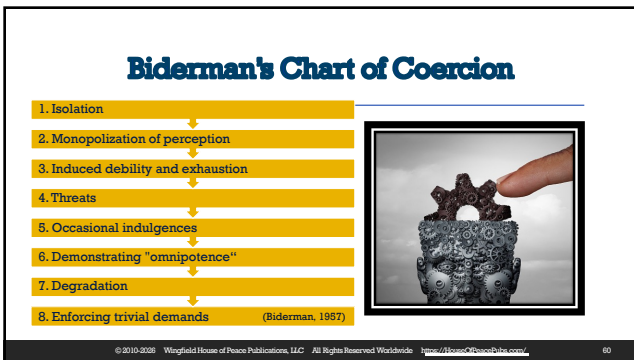 Biderman's Chart of Coercion
1. Isolation
2. Monopolization of perception
3. Induced debility and exhaustion
4. Threats
5. Occasional indulgences
6. Demonstrating "omnipotence“
7. Degradation
8. Enforcing trivial demands (Biderman, 1957)
©2010-2026 Wingfield House of Peace Publications, LLC All Rights Reserved Worldwide https://HouseOfPeacePubs.com/ 60